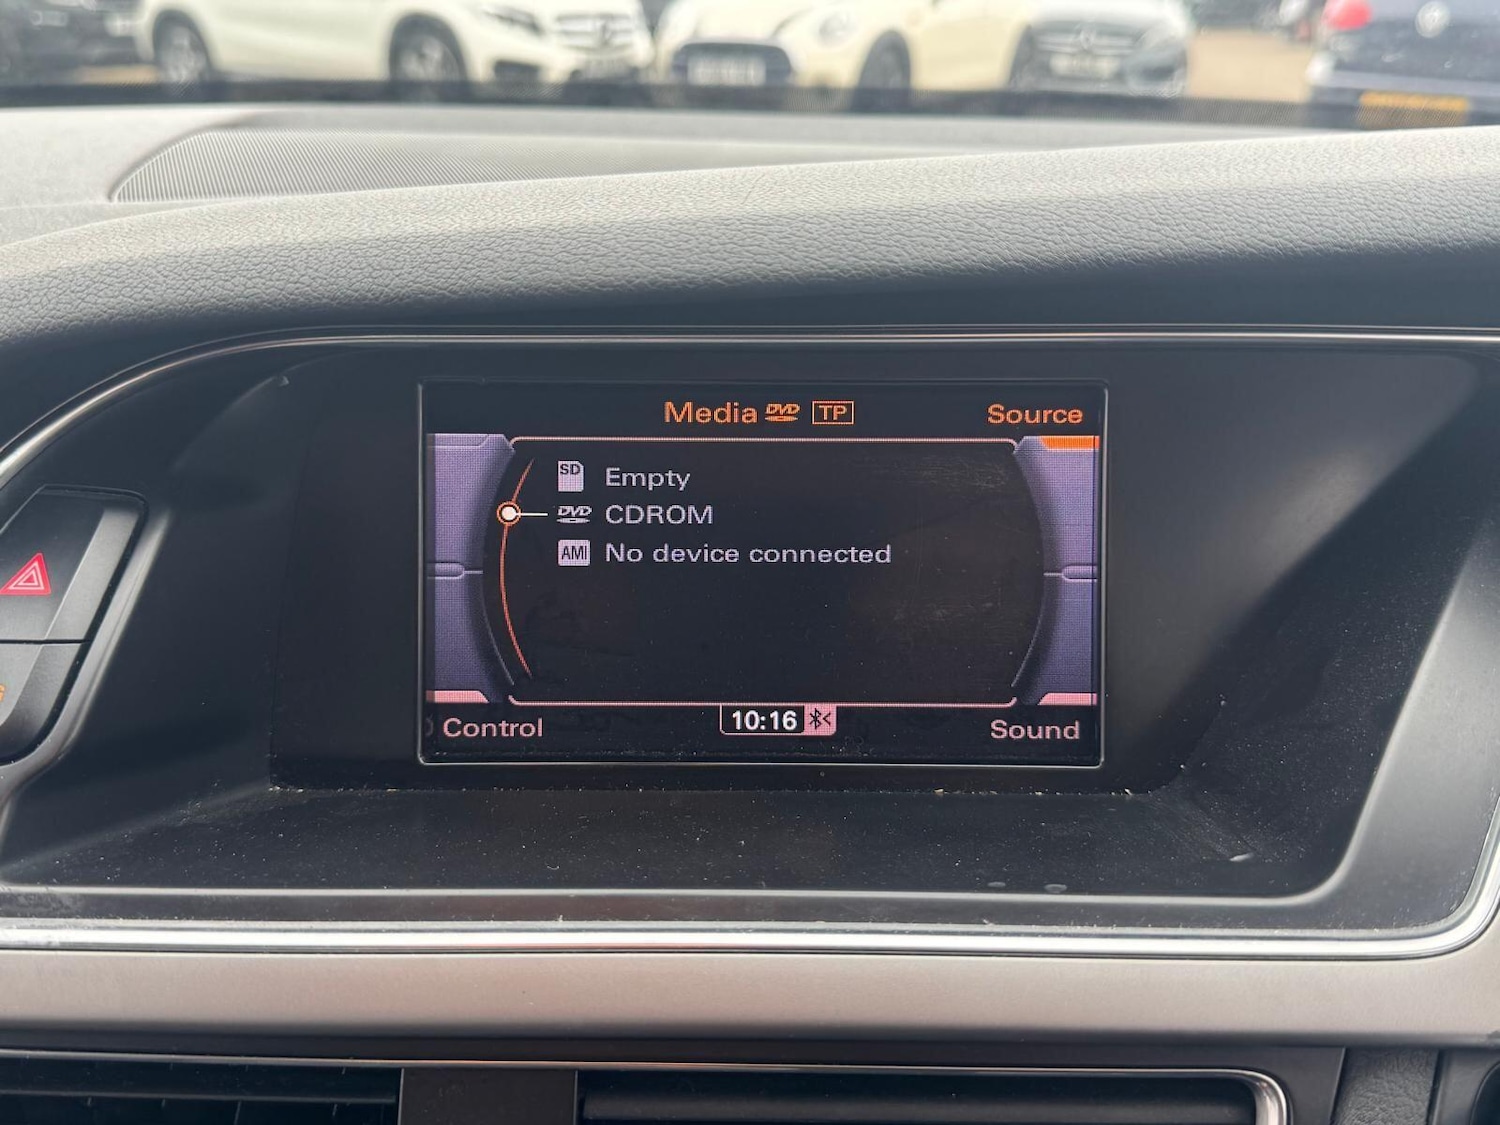 Media DVD TP Source
SD Empty
DVD CDROM
AMI No device connected
Control 10:16 Sound